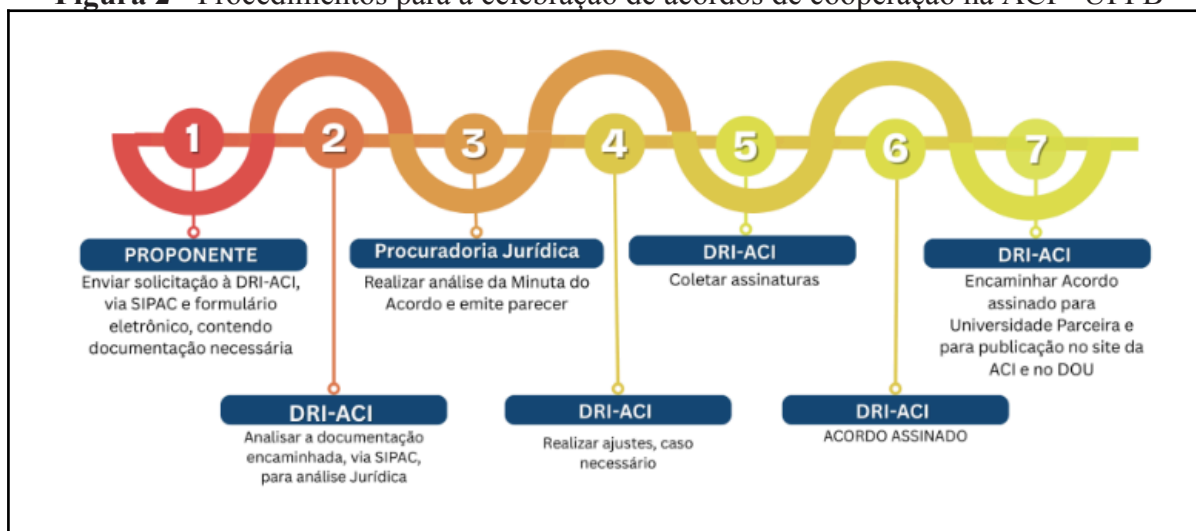 Figura 2 - Procedimentos para a celebração de acordos de cooperação na ACI - UFPB
1
2
3
4
5
6
7
PROPONENTE
Enviar solicitação à DRI-ACI,
via SIPAC e formulário
eletrônico, contendo
documentação necessária
Procuradoria Jurídica
Realizar análise da Minuta do
Acordo e emite parecer
DRI-ACI
Coletar assinaturas
DRI-ACI
Encaminhar Acordo
assinado para
Universidade Parceira e
para publicação no site da
ACI e no DOU
DRI-ACI
Analisar a documentação
encaminhada, via SIPAC,
para análise Jurídica
DRI-ACI
Realizar ajustes, caso
necessário
DRI-ACI
ACORDO ASSINADO